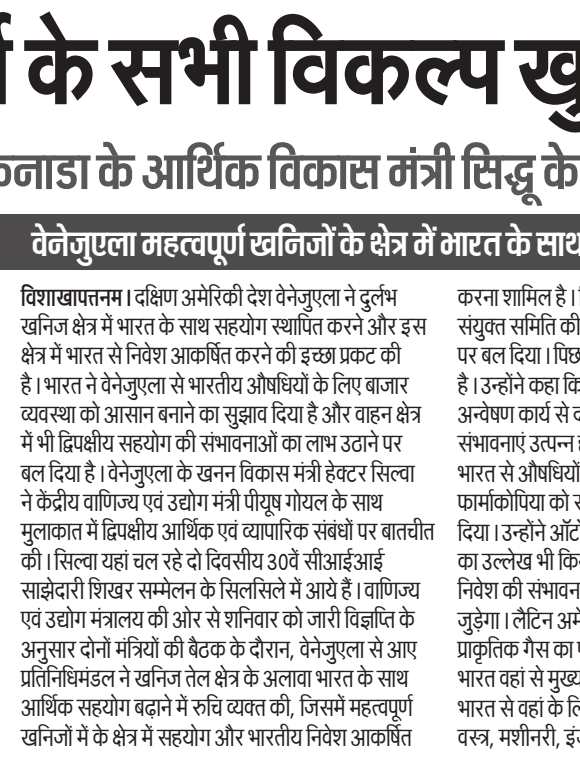 के सभी विकल्प
के आर्थिक विकास मंत्री सिद्धू के
वेनेजुएला महत्वपूर्ण खनिजों के क्षेत्र में भारत के साथ
विशाखापत्तनम। दक्षिण अमेरिकी देश वेनेजुएला ने दुर्लभ
खनिज क्षेत्र में भारत के साथ सहयोग स्थापित करने और इस
क्षेत्र में भारत से निवेश आकर्षित करने की इच्छा प्रकट की
है। भारत ने वेनेजुएला से भारतीय औषधियों के लिए बाजार
व्यवस्था को आसान बनाने का सुझाव दिया है और वाहन क्षेत्र
में भी द्विपक्षीय सहयोग की संभावनाओं का लाभ उठाने पर
बल दिया है। वेनेजुएला के खनन विकास मंत्री हेक्टर सिल्वा
ने केंद्रीय वाणिज्य एवं उद्योग मंत्री पीयूष गोयल के साथ
मुलाकात में द्विपक्षीय आर्थिक एवं व्यापारिक संबंधों पर बातचीत
की। सिल्वा यहां चल रहे दो दिवसीय 30वें सीआईआई
साझेदारी शिखर सम्मेलन के सिलसिले में आये हैं। वाणिज्य
एवं उद्योग मंत्रालय की ओर से शनिवार को जारी विज्ञप्ति के
अनुसार दोनों मंत्रियों की बैठक के दौरान, वेनेजुएला से आए
प्रतिनिधिमंडल ने खनिज तेल क्षेत्र के अलावा भारत के साथ
आर्थिक सहयोग बढ़ाने में रुचि व्यक्त की, जिसमें महत्वपूर्ण
खनिजों में के क्षेत्र में सहयोग और भारतीय निवेश आकर्षित
करना शामिल है।
संयुक्त समिति की
पर बल दिया।
है। उन्होंने कहा कि
अन्वेषण कार्य से
संभावनाएं उत्पन्न
भारत से औषधियों
फार्माकोपिया को
दिया। उन्होंने
का उल्लेख भी
निवेश की
जुड़ेगा। लैटिन
प्राकृतिक गैस का
भारत वहां से
भारत से वहां के
वस्त्र, मशीनरी,